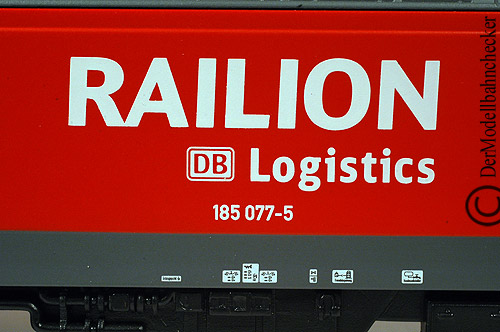 RAILION
DB Logistics
185 077-5
© DerModellbahnchecker